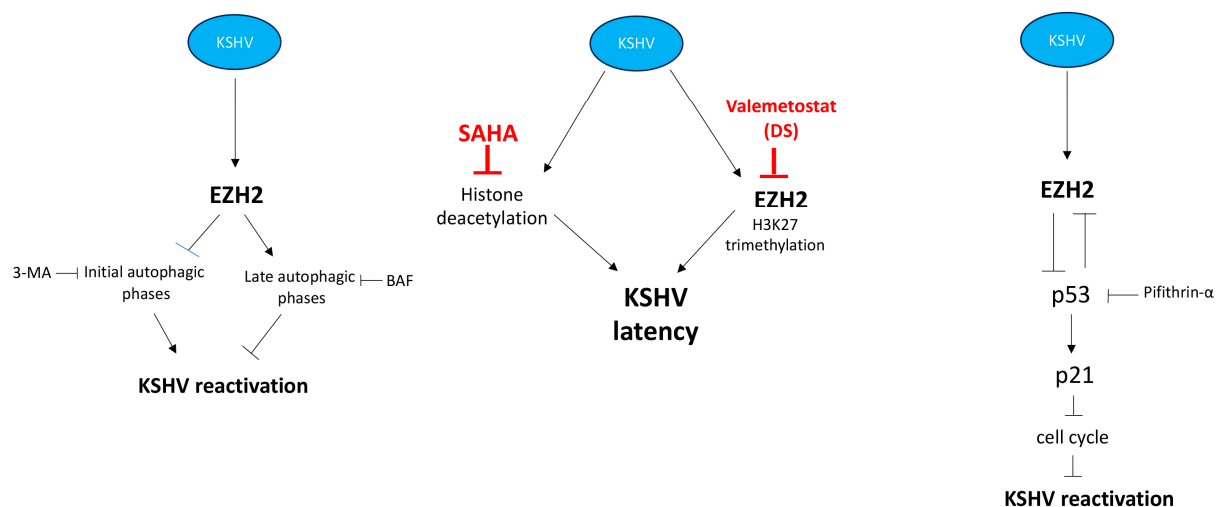 KSHV
EZH2
3-MA
Initial autophagic
phases
Late autophagic
phases
BAF
KSHV reactivation
KSHV
SAHA
Valemetostat
(DS)
Histone
deacetylation
EZH2
H3K27
trimethylation
KSHV
latency
KSHV
EZH2
p53
Pifithrin-α
p21
cell cycle
KSHV reactivation